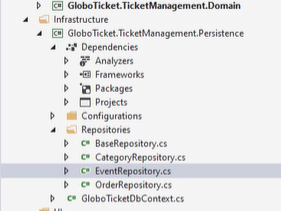 GloboTicket.TicketManagement.Domain
Infrastructure
GloboTicket.TicketManagement.Persistence
Dependencies
Analyzers
Frameworks
Packages
Projects
Configurations
Repositories
C# BaseRepository.cs
C# CategoryRepository.cs
C# EventRepository.cs
C# OrderRepository.cs
C# GloboTicketDbContext.cs